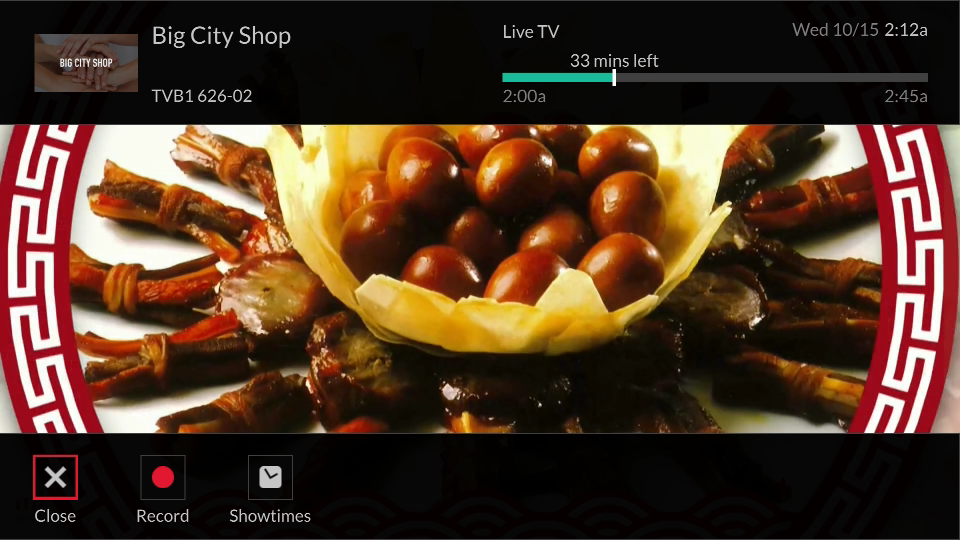 BIG CITY SHOP
Big City Shop
TVB1 626-02
Live TV
Wed 10/15 2:12a
33 mins left
2:00a
2:45a
Close
Record
Showtimes